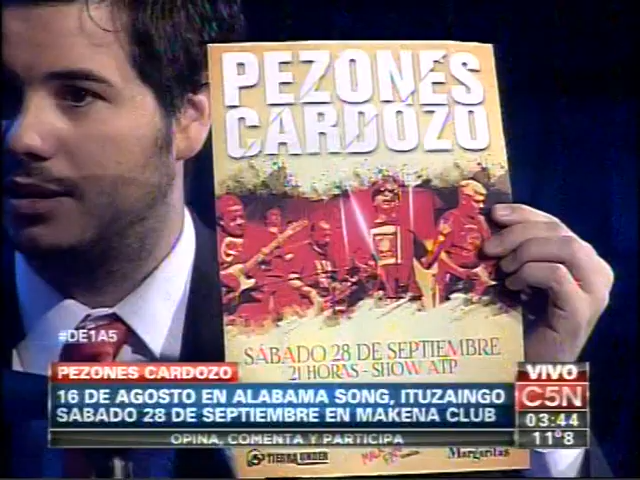 PEZONES
CARDOZO
SÁBADO 28 DE SEPTIEMBRE
21 HORAS - SHOW ATP
#DE1A5
PEZONES CARDOZO
16 DE AGOSTO EN ALABAMA SONG, ITUZAINGO
SABADO 28 DE SEPTIEMBRE EN MAKENA CLUB
OPINA, COMENTA Y PARTICIPA
VIVO
C5N
03:44
11°8
Margaritas